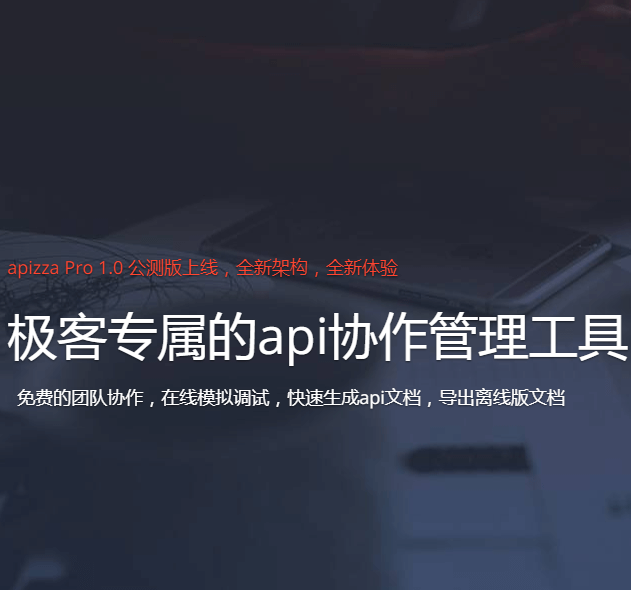 apizza Pro 1.0 公测版上线，全新架构，全新体验
极客专属的api协作管理工具
免费的团队协作，在线模拟调试，快速生成api文档，导出离线版文档